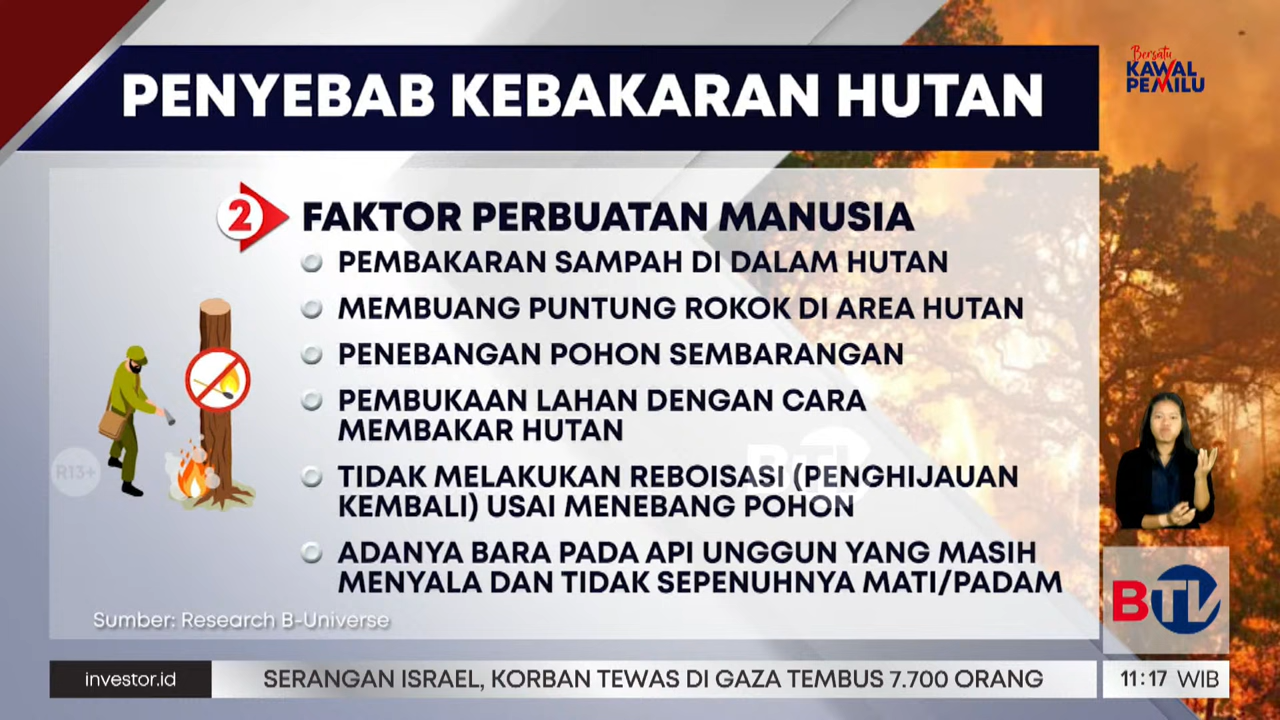 PENYEBAB KEBAKARAN HUTAN
Bersatu
KAWAL
PEMILU
2 FAKTOR PERBUATAN MANUSIA
PEMBAKARAN SAMPAH DI DALAM HUTAN
MEMBUANG PUNTUNG ROKOK DI AREA HUTAN
PENEBANGAN POHON SEMBARANGAN
PEMBUKAAN LAHAN DENGAN CARA
MEMBAKAR HUTAN
TIDAK MELAKUKAN REBOISASI (PENGHIJAUAN
KEMBALI) USAI MENEBANG POHON
ADANYA BARA PADA API UNGGUN YANG MASIH
MENYALA DAN TIDAK SEPENUHNYA MATI/PADAM
R13+
BTV
Sumber: Research B-Universe
BTV
investor.id
SERANGAN ISRAEL, KORBAN TEWAS DI GAZA TEMBUS 7.700 ORANG
11:17 WIB